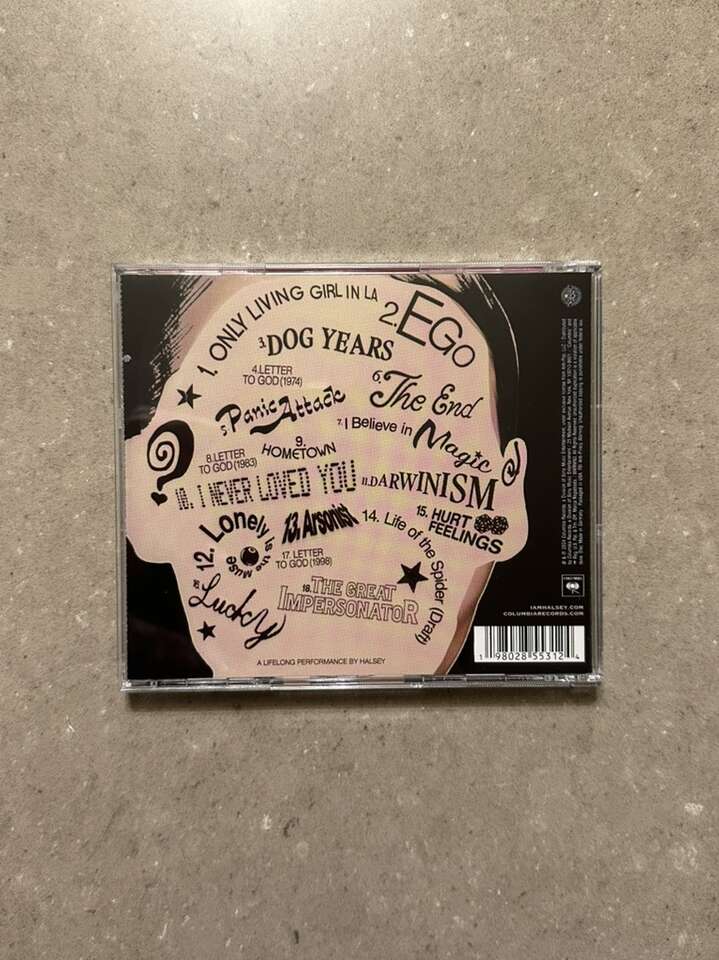 1. ONLY LIVING GIRL IN LA
2 EGO
3. DOG YEARS
4. LETTER
TO GOD (1974)
5 Panic Attack
6. The End
7. I Believe in Magic
8. LETTER
TO GOD (1983)
9.
HOMETOWN
10. I NEVER LOVED YOU
11. DARWINISM
12. Lonely is the Muse
13. Arsonist
14. Life of the Spider (Draft)
15. HURT
FEELINGS
Lucky
17. LETTER
TO GOD (1998)
18. THE GREAT
IMPERSONATOR
A LIFELONG PERFORMANCE BY HALSEY
COLUMBIA
IAMHALSEY.COM
COLUMBIARECORDS.COM
1 98028 55312 4